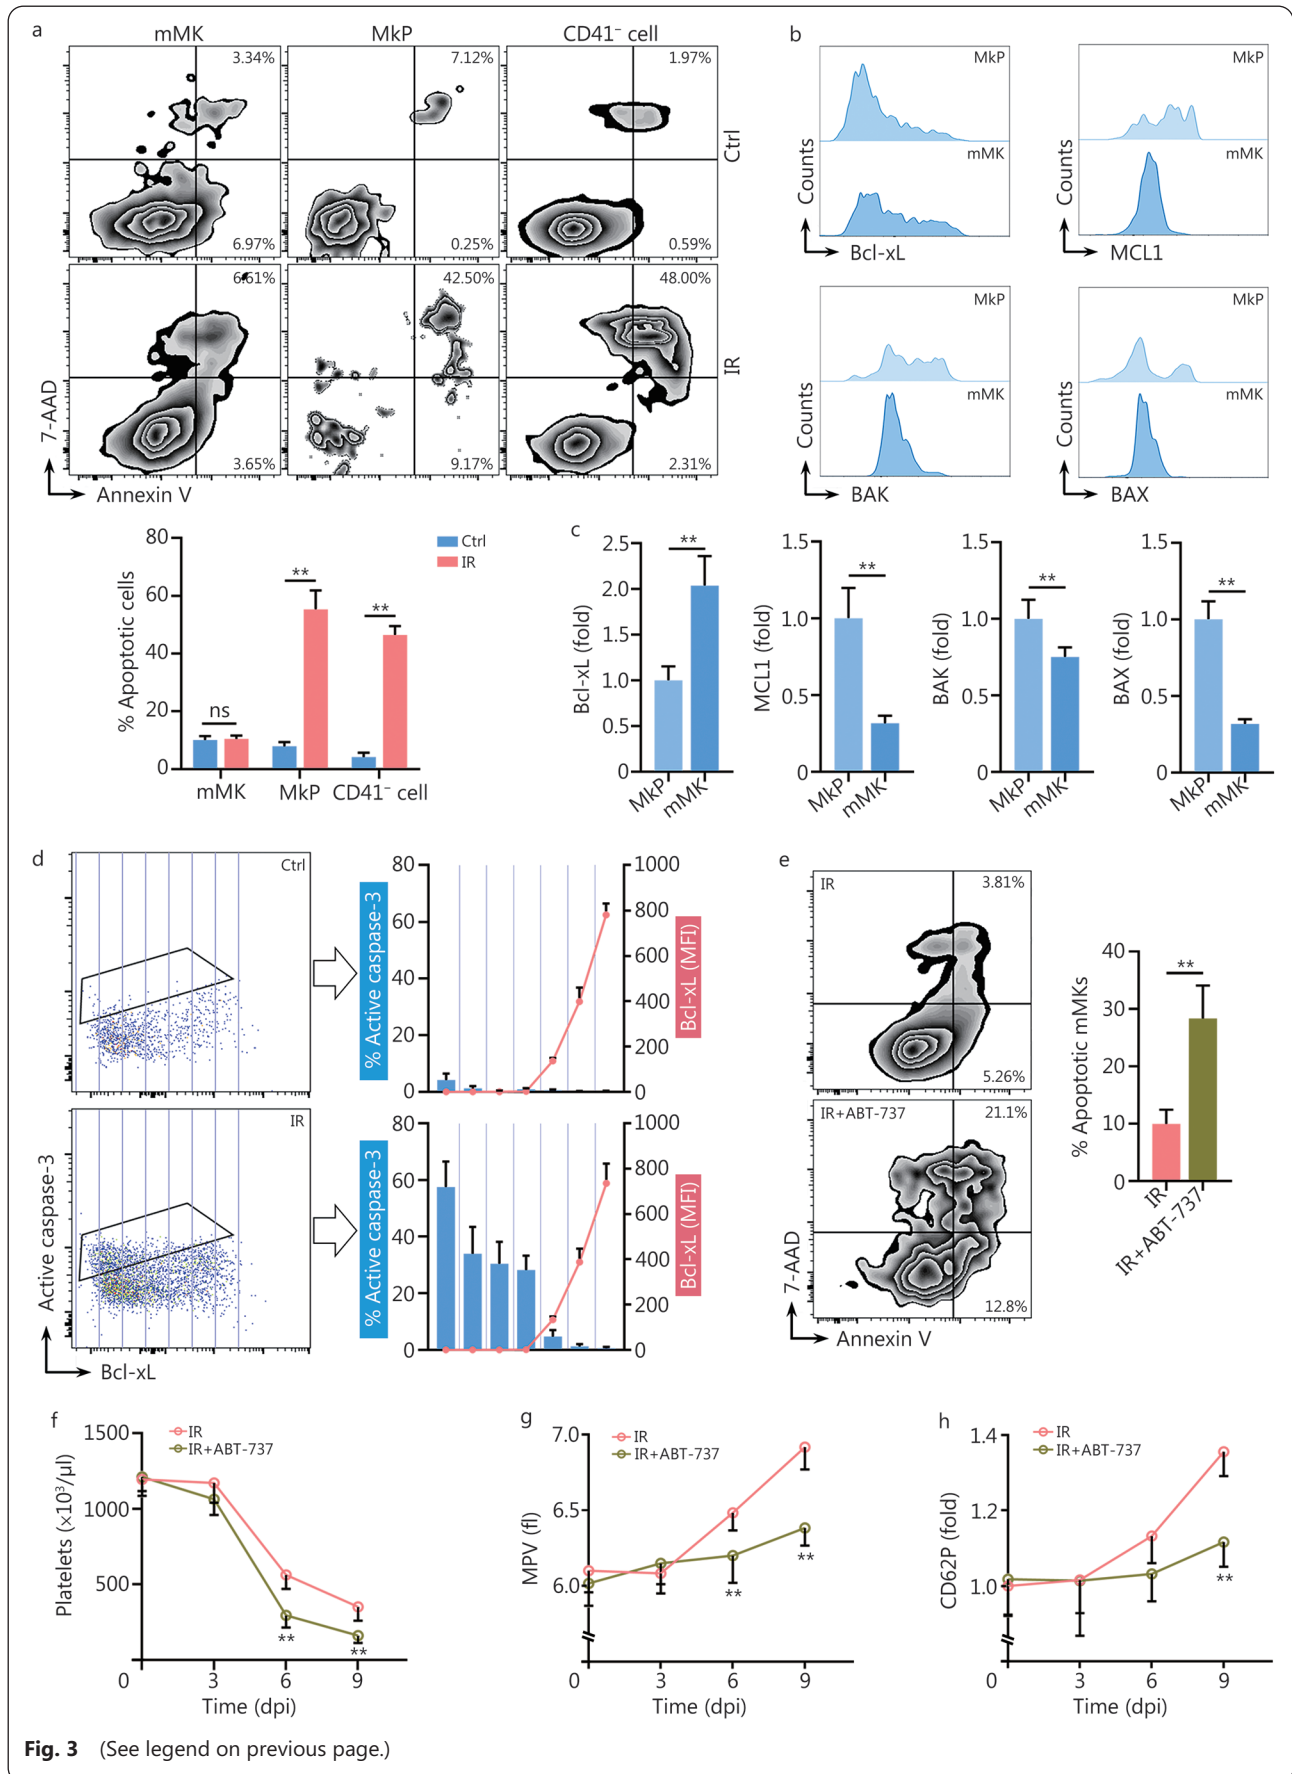 a
mMK
MkP
CD41⁻ cell
3.34%
7.12%
1.97%
Ctrl
6.97%
0.25%
0.59%
6.61%
42.50%
48.00%
IR
7-AAD
3.65%
9.17%
2.31%
Annexin V
% Apoptotic cells
80
60
40
20
0
Ctrl
IR
ns
**
**
mMK
MkP
CD41⁻ cell
b
MkP
mMK
Counts
Bcl-xL
MkP
mMK
Counts
MCL1
MkP
mMK
Counts
BAK
MkP
mMK
Counts
BAX
c
Bcl-xL (fold)
2.5
2.0
1.5
1.0
0.5
0
**
MkP
mMK
MCL1 (fold)
1.5
1.0
0.5
0
**
MkP
mMK
BAK (fold)
1.5
1.0
0.5
0
**
MkP
mMK
BAX (fold)
1.5
1.0
0.5
0
**
MkP
mMK
d
Ctrl
IR
Active caspase-3
Bcl-xL
% Active caspase-3
80
60
40
20
0
1000
800
600
400
200
0
Bcl-xL (MFI)
% Active caspase-3
80
60
40
20
0
1000
800
600
400
200
0
Bcl-xL (MFI)
e
IR
3.81%
5.26%
IR+ABT-737
21.1%
12.8%
7-AAD
Annexin V
% Apoptotic mMKs
40
30
20
10
0
**
IR
IR+ABT-737
f
Platelets (×10³/μl)
1500
1000
500
0
IR
IR+ABT-737
**
**
3
6
9
Time (dpi)
g
MPV (fl)
7.0
6.5
6.0
IR
IR+ABT-737
**
**
0
3
6
9
Time (dpi)
h
CD62P (fold)
1.4
1.2
1.0
IR
IR+ABT-737
**
0
3
6
9
Time (dpi)
Fig. 3 (See legend on previous page.)